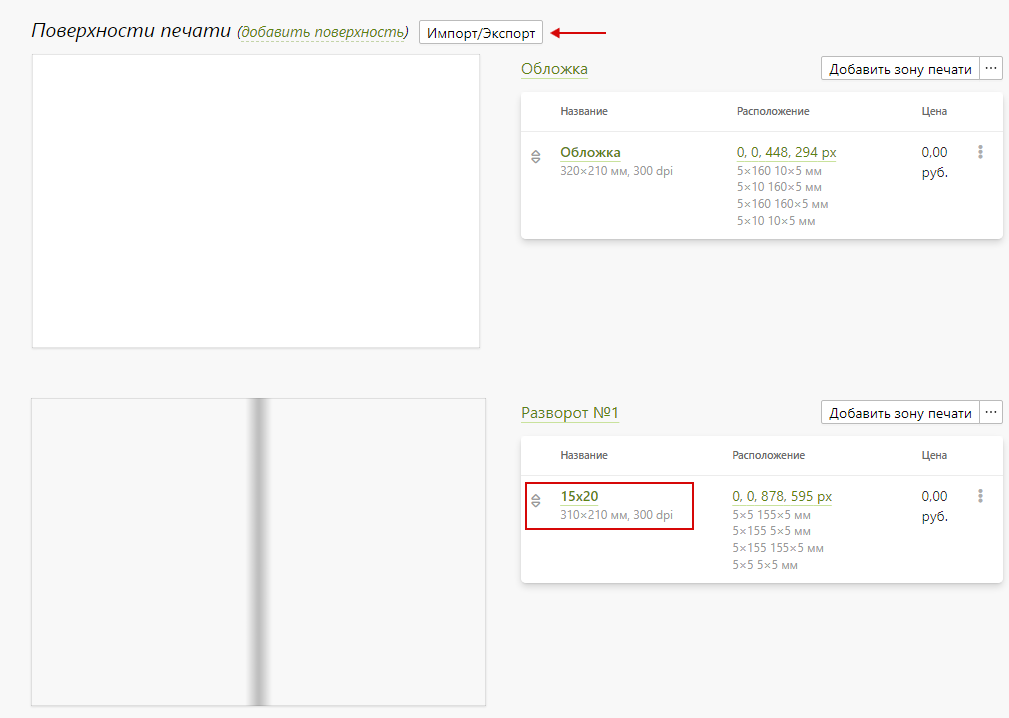 Поверхности печати (добавить поверхность) Импорт/Экспорт
Обложка Добавить зону печати ...
Название Расположение Цена
Обложка 0, 0, 448, 294 px 0,00
320×210 мм, 300 dpi 5×160 10×5 мм руб.
5×10 160×5 мм
5×160 160×5 мм
5×10 10×5 мм
Разворот №1 Добавить зону печати ...
Название Расположение Цена
15x20 0, 0, 878, 595 px 0,00
310×210 мм, 300 dpi 5×5 155×5 мм руб.
5×155 5×5 мм
5×155 155×5 мм
5×5 5×5 мм